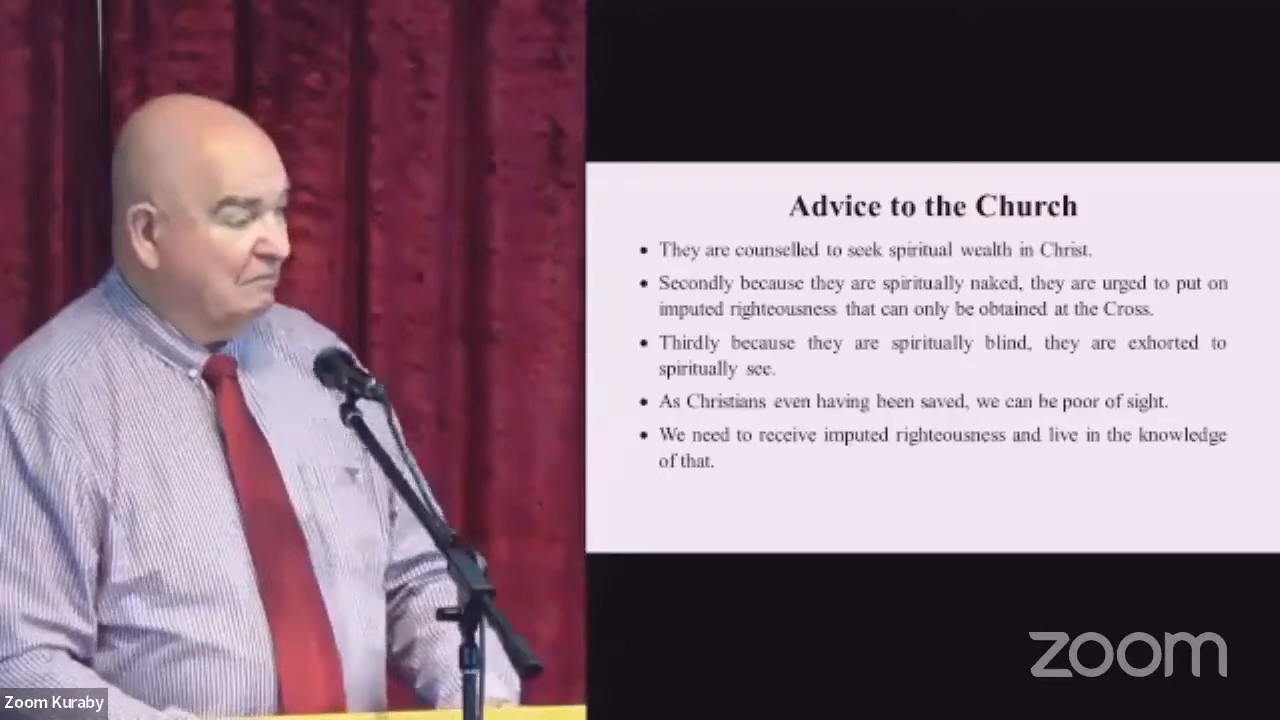 Advice to the Church
• They are counselled to seek spiritual wealth in Christ.
• Secondly because they are spiritually naked, they are urged to put on
imputed righteousness that can only be obtained at the Cross.
• Thirdly because they are spiritually blind, they are exhorted to
spiritually see.
• As Christians even having been saved, we can be poor of sight.
• We need to receive imputed righteousness and live in the knowledge
of that.
zoom
Zoom Kuraby